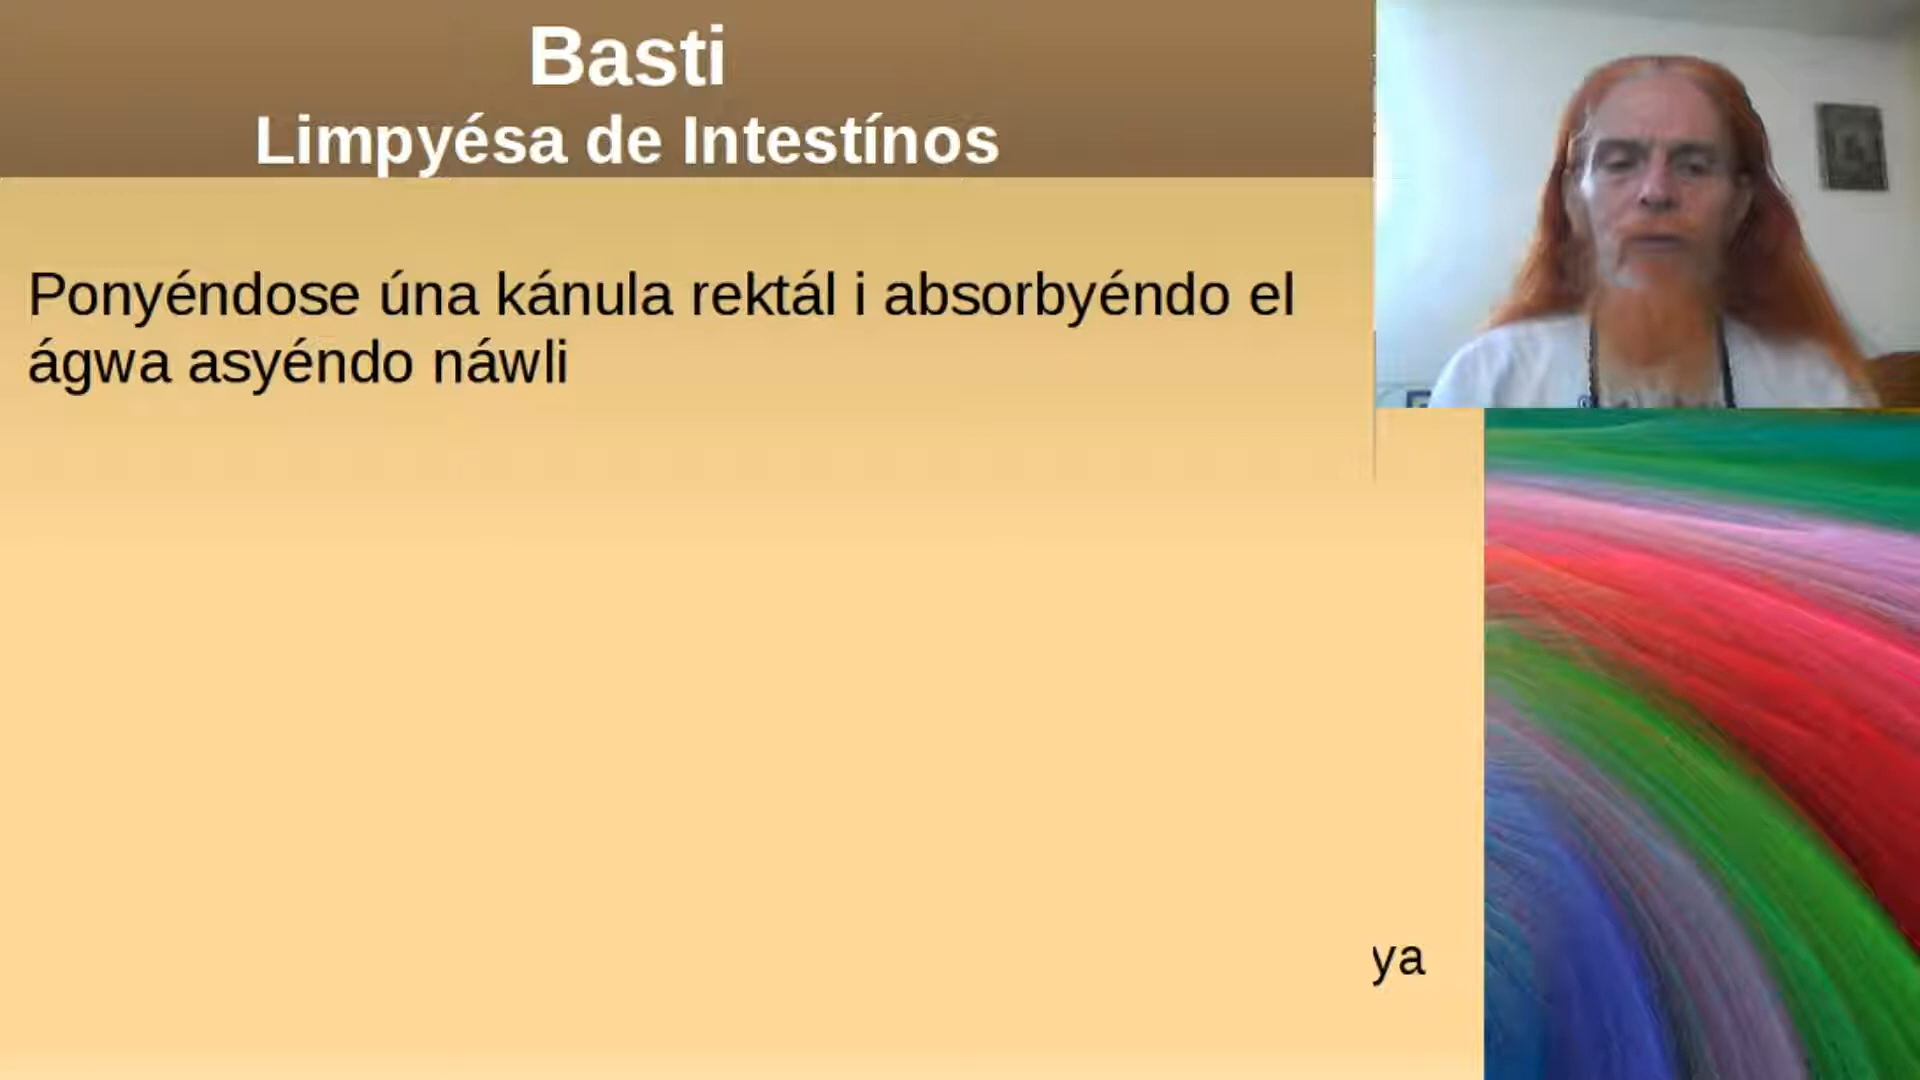 Basti
Limpyésa de Intestínos
Ponyéndose úna kánula rektál i absorbyéndo el
ágwa asyéndo náwli
ya